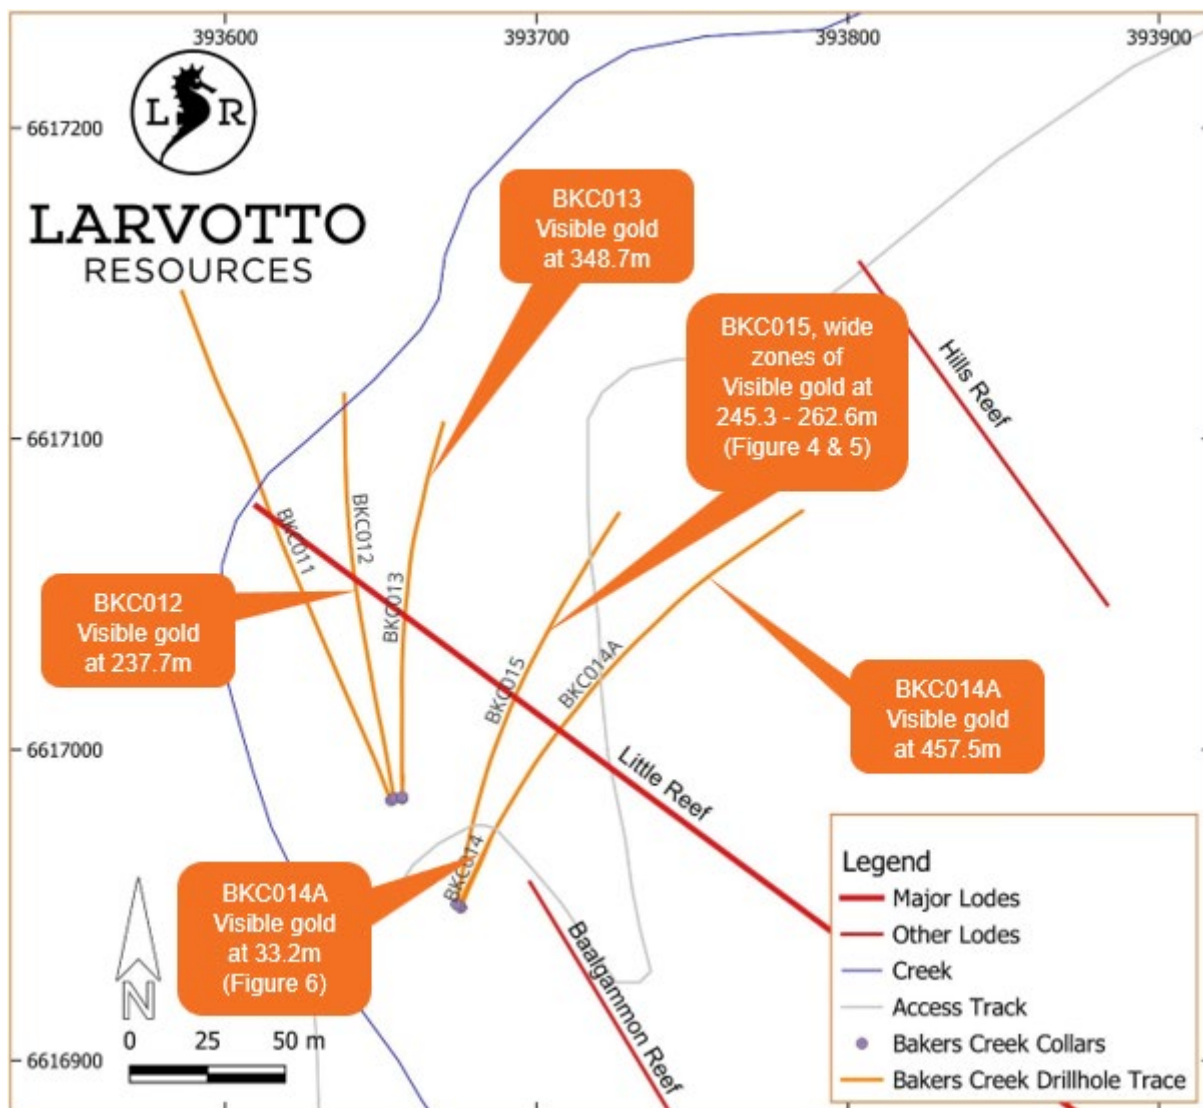 393600
393700
393800
393900
6617200
6617100
6617000
6616900
L R
LARVOTTO
RESOURCES
BKC013
Visible gold
at 348.7m
BKC015, wide
zones of
Visible gold at
245.3 - 262.6m
(Figure 4 & 5)
Hills Reef
BKC011
BKC012
BKC013
BKC012
Visible gold
at 237.7m
BKC015
BKC014A
BKC014A
Visible gold
at 457.5m
Little Reef
BKC014
BKC014A
Visible gold
at 33.2m
(Figure 6)
Baalgammon Reef
N
0 25 50 m
Legend
Major Lodes
Other Lodes
Creek
Access Track
Bakers Creek Collars
Bakers Creek Drillhole Trace